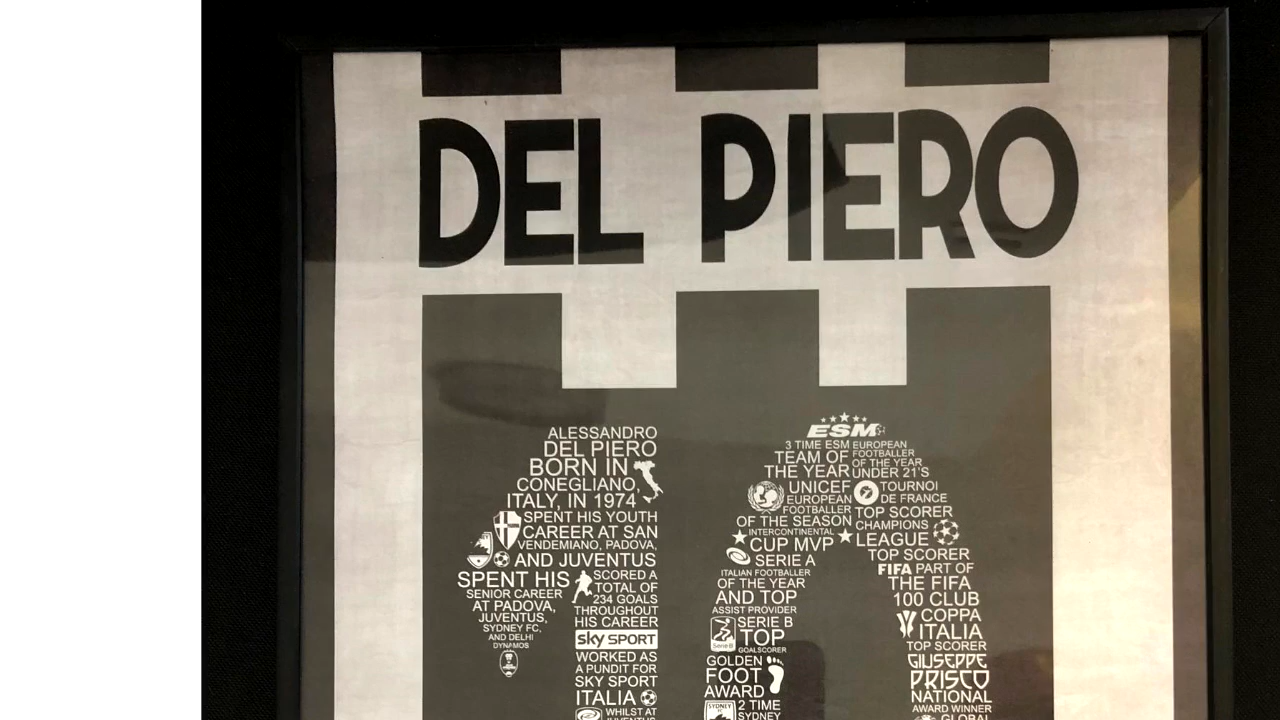 DEL PIERO
ALESSANDRO
DEL PIERO
BORN IN
CONEGLIANO,
ITALY, IN 1974
SPENT HIS YOUTH
CAREER AT SAN
VENDEMIANO, PADOVA,
AND JUVENTUS
SPENT HIS
SENIOR CAREER
AT PADOVA,
JUVENTUS,
SYDNEY FC,
AND DELHI
DYNAMOS
SCORED A
TOTAL OF
234 GOALS
THROUGHOUT
HIS CAREER
sky SPORT
WORKED AS
A PUNDIT FOR
SKY SPORT
ITALIA
WHILST AT
JUVENTUS
ESM
3 TIME ESM
TEAM OF
THE YEAR
EUROPEAN
FOOTBALLER
OF THE YEAR
UNDER 21'S
UNICEF
EUROPEAN
FOOTBALLER
OF THE SEASON
TOURNOI
DE FRANCE
TOP SCORER
INTERCONTINENTAL
CUP MVP
CHAMPIONS
LEAGUE
TOP SCORER
SERIE A
ITALIAN FOOTBALLER
OF THE YEAR
AND TOP
ASSIST PROVIDER
Serie B
SERIE B
TOP
GOALSCORER
GOLDEN
FOOT
AWARD
SYDNEY
2 TIME
SYDNEY
FIFA PART OF
THE FIFA
100 CLUB
COPPA
ITALIA
TOP SCORER
GIUSEPPE
PRISCO
NATIONAL
AWARD WINNER
GLOBAL